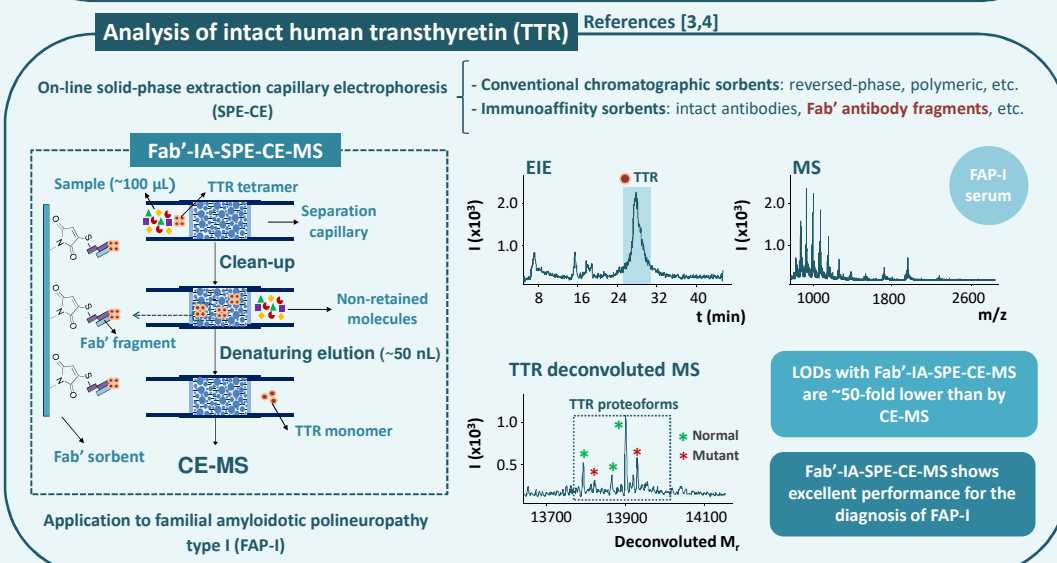 Analysis of intact human transthyretin (TTR)
References [3,4]
On-line solid-phase extraction capillary electrophoresis
(SPE-CE)
- Conventional chromatographic sorbents: reversed-phase, polymeric, etc.
- Immunoaffinity sorbents: intact antibodies, Fab' antibody fragments, etc.
Fab'-IA-SPE-CE-MS
Sample (~100 µL)
TTR tetramer
Separation
capillary
Clean-up
Non-retained
molecules
Fab' fragment
Denaturing elution (~50 nL)
TTR monomer
Fab' sorbent
CE-MS
O
N
O
S
O
N
O
S
O
N
O
S
Application to familial amyloidotic polineuropathy
type I (FAP-I)
EIE
TTR
I (x10³)
2.0
1.0
8 16 24 32 40
t (min)
MS
FAP-I
serum
I (x10³)
2.0
1.0
1000 1800 2600
m/z
TTR deconvoluted MS
TTR proteoforms
I (x10³)
1.0
0.5
* Normal
* Mutant
13700 13900 14100
Deconvoluted Mr
LODs with Fab'-IA-SPE-CE-MS
are ~50-fold lower than by
CE-MS
Fab'-IA-SPE-CE-MS shows
excellent performance for the
diagnosis of FAP-I